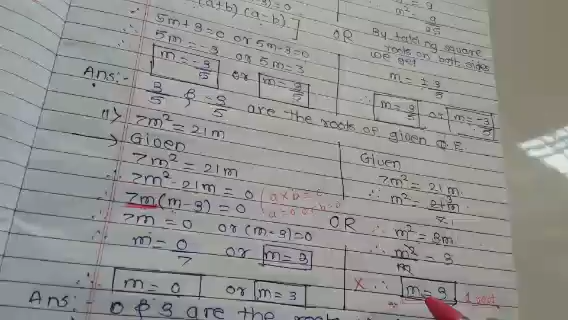 (a+b) (a-b)]
∴ 5m+3=0 or 5m-3=0
∴ 5m = -3 or 5m = 3
∴ m = -3/5 or m = 3/5
Ans:- 3/5 & -3/5 are the roots of given Q.E.
OR
By taking square
roots on both sides
we get
m = ± 3/5
∴ m = 3/5 or m = -3/5
ii) 7m² = 21m
→ Given
7m² = 21m
∴ 7m² - 21m = 0
∴ 7m(m-3) = 0
(a×b = 0
a=0 or b=0
7m = 0 or (m-3)=0
m = 0/7 or m = 3
∴ m = 0 or m = 3
Ans:- 0 & 3 are the
OR
Given
7m² = 21m
∴ m² = 21m/7
∴ m² = 3m
∴ m²/m = 3
× ∴ m = 3